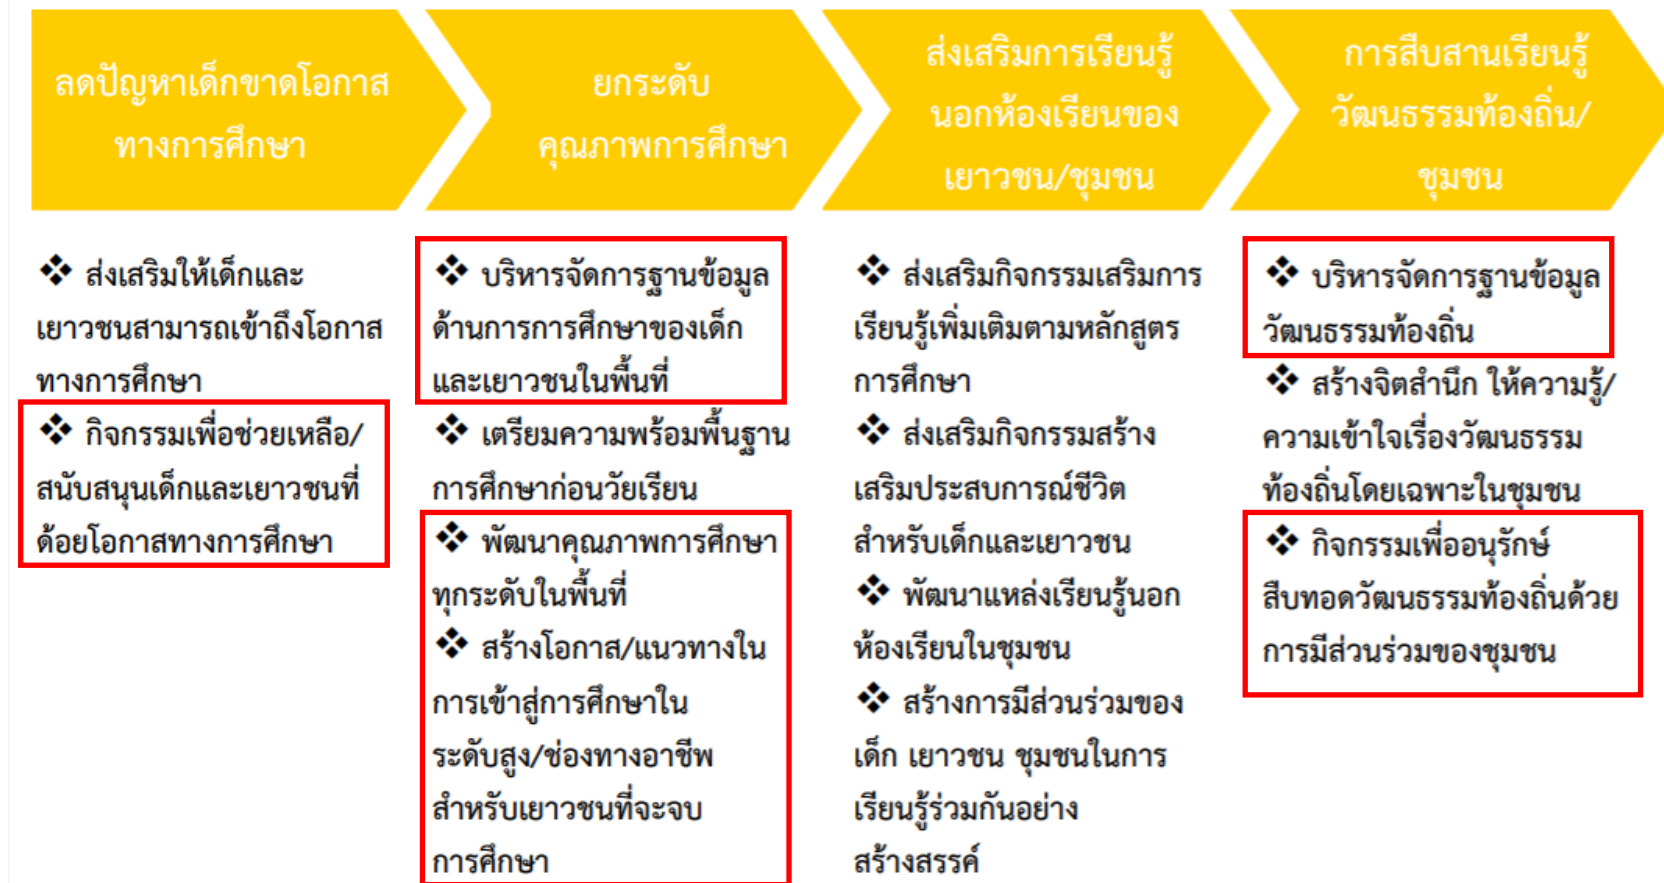 ลดปัญหาเด็กขาดโอกาส
ทางการศึกษา
ยกระดับ
คุณภาพการศึกษา
ส่งเสริมการเรียนรู้
นอกห้องเรียนของ
เยาวชน/ชุมชน
การสืบสานเรียนรู้
วัฒนธรรมท้องถิ่น/
ชุมชน
❖ ส่งเสริมให้เด็กและ
เยาวชนสามารถเข้าถึงโอกาส
ทางการศึกษา
❖ กิจกรรมเพื่อช่วยเหลือ/
สนับสนุนเด็กและเยาวชนที่
ด้อยโอกาสทางการศึกษา
❖ บริหารจัดการฐานข้อมูล
ด้านการการศึกษาของเด็ก
และเยาวชนในพื้นที่
❖ เตรียมความพร้อมพื้นฐาน
การศึกษาก่อนวัยเรียน
❖ พัฒนาคุณภาพการศึกษา
ทุกระดับในพื้นที่
❖ สร้างโอกาส/แนวทางใน
การเข้าสู่การศึกษาใน
ระดับสูง/ช่องทางอาชีพ
สำหรับเยาวชนที่จะจบ
การศึกษา
❖ ส่งเสริมกิจกรรมเสริมการ
เรียนรู้เพิ่มเติมตามหลักสูตร
การศึกษา
❖ ส่งเสริมกิจกรรมสร้าง
เสริมประสบการณ์ชีวิต
สำหรับเด็กและเยาวชน
❖ พัฒนาแหล่งเรียนรู้นอก
ห้องเรียนในชุมชน
❖ สร้างการมีส่วนร่วมของ
เด็ก เยาวชน ชุมชนในการ
เรียนรู้ร่วมกันอย่าง
สร้างสรรค์
❖ บริหารจัดการฐานข้อมูล
วัฒนธรรมท้องถิ่น
❖ สร้างจิตสำนึก ให้ความรู้/
ความเข้าใจเรื่องวัฒนธรรม
ท้องถิ่นโดยเฉพาะในชุมชน
❖ กิจกรรมเพื่ออนุรักษ์
สืบทอดวัฒนธรรมท้องถิ่นด้วย
การมีส่วนร่วมของชุมชน